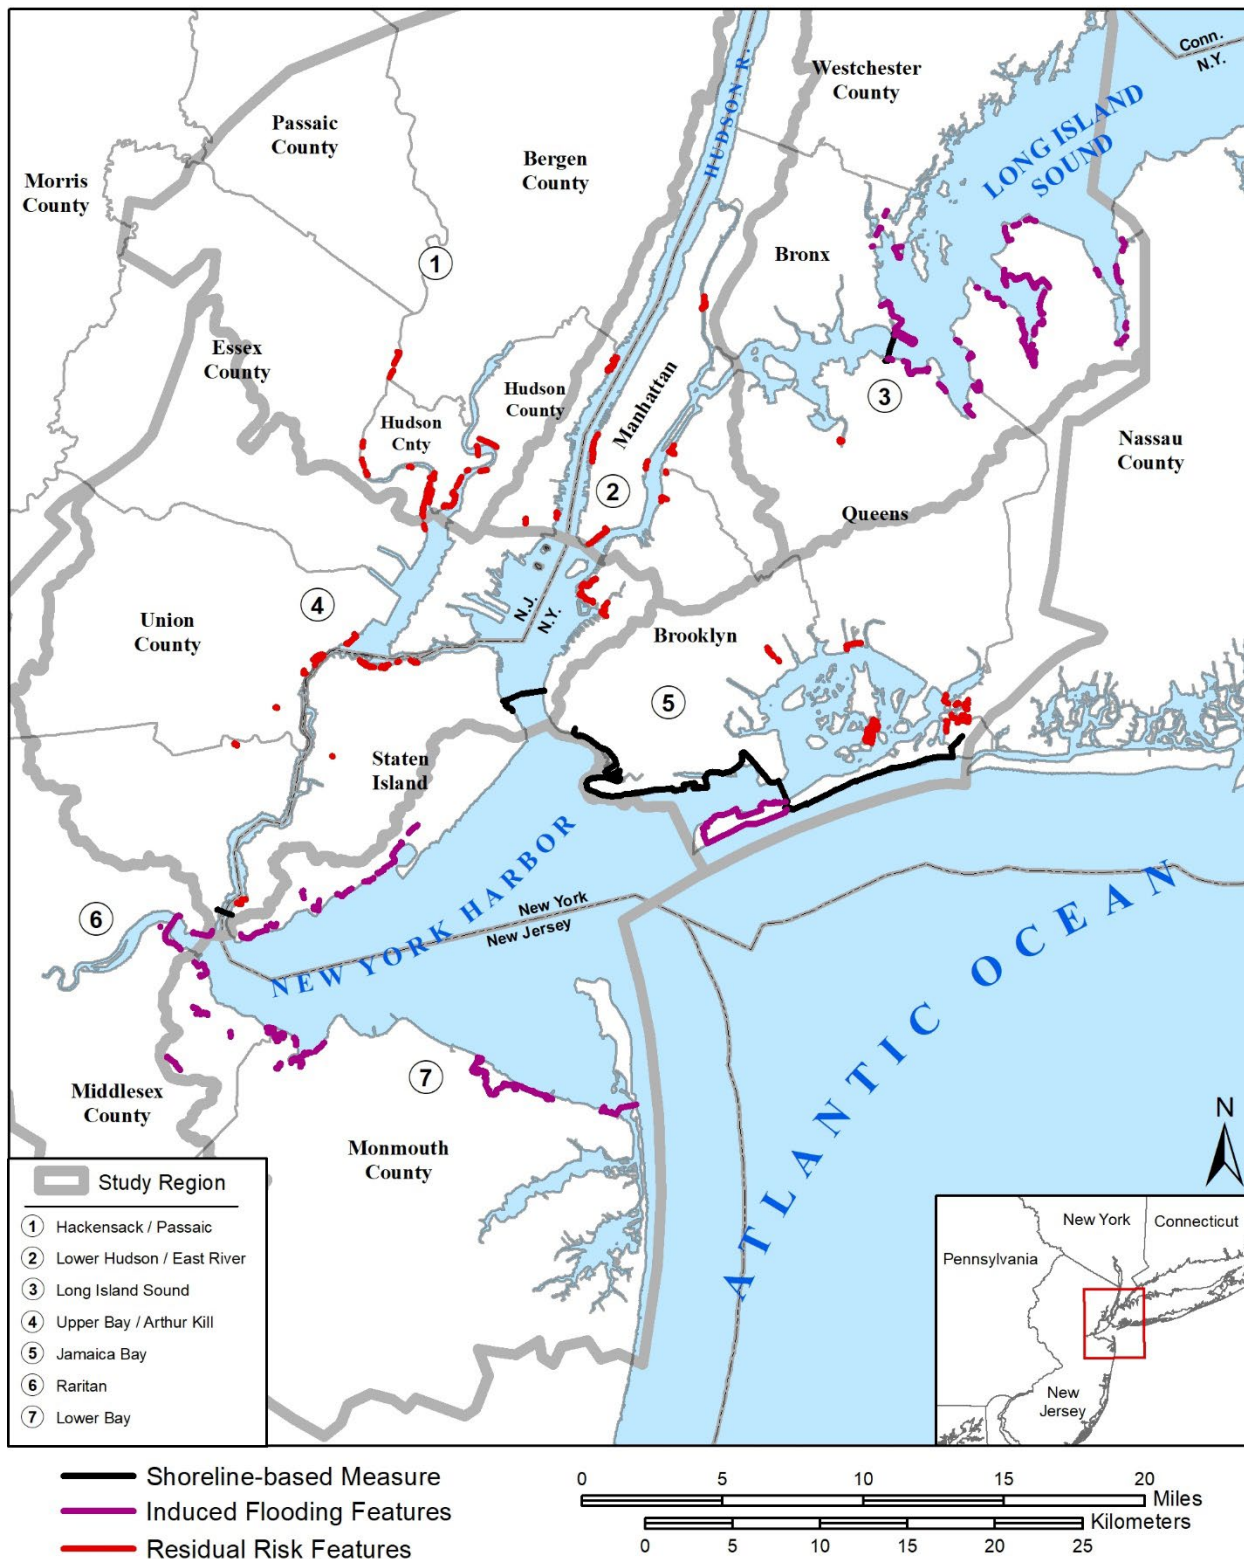 Conn.
N.Y.
HUDSON R.
Westchester
County
LONG ISLAND
SOUND
Passaic
County
Bergen
County
Morris
County
Bronx
1
Essex
County
Hudson
County
Manhattan
3
Hudson
Cnty
Nassau
County
2
Queens
4
N.J.
N.Y.
Union
County
Brooklyn
5
Staten
Island
NEW YORK HARBOR
New York
New Jersey
6
ATLANTIC OCEAN
7
Middlesex
County
Monmouth
County
N
Study Region
1 Hackensack / Passaic
2 Lower Hudson / East River
3 Long Island Sound
4 Upper Bay / Arthur Kill
5 Jamaica Bay
6 Raritan
7 Lower Bay
New York
Connecticut
Pennsylvania
New
Jersey
Shoreline-based Measure
Induced Flooding Features
Residual Risk Features
0 5 10 15 20
Miles
Kilometers
0 5 10 15 20 25